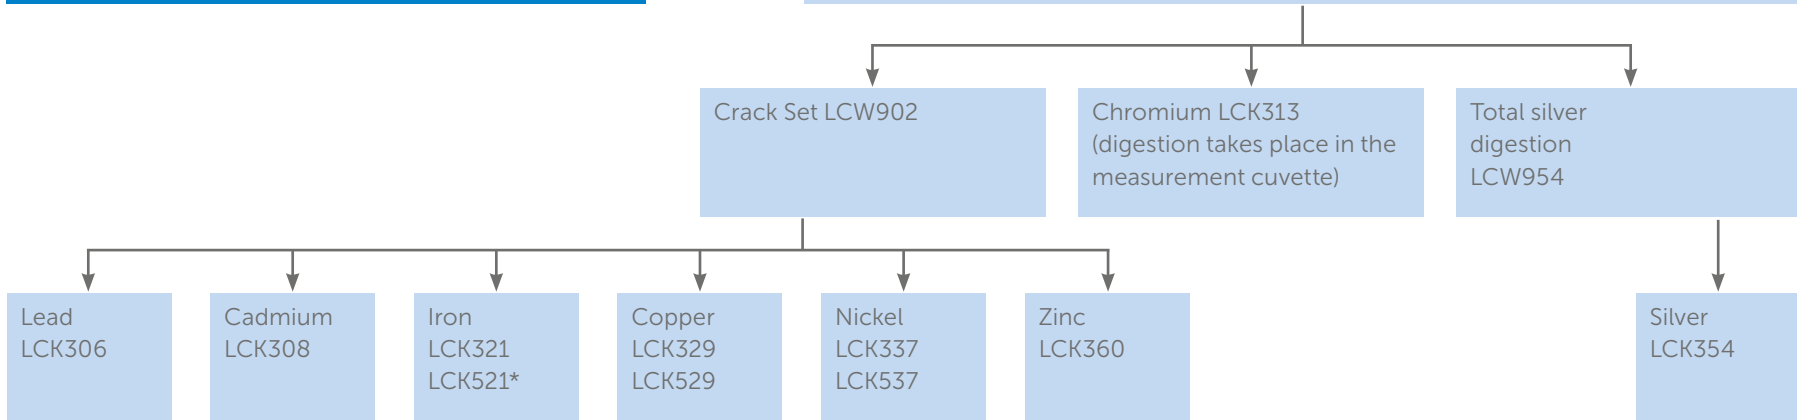 Crack Set LCW902
Chromium LCK313
(digestion takes place in the
measurement cuvette)
Total silver
digestion
LCW954
Lead
LCK306
Cadmium
LCK308
Iron
LCK321
LCK521*
Copper
LCK329
LCK529
Nickel
LCK337
LCK537
Zinc
LCK360
Silver
LCK354